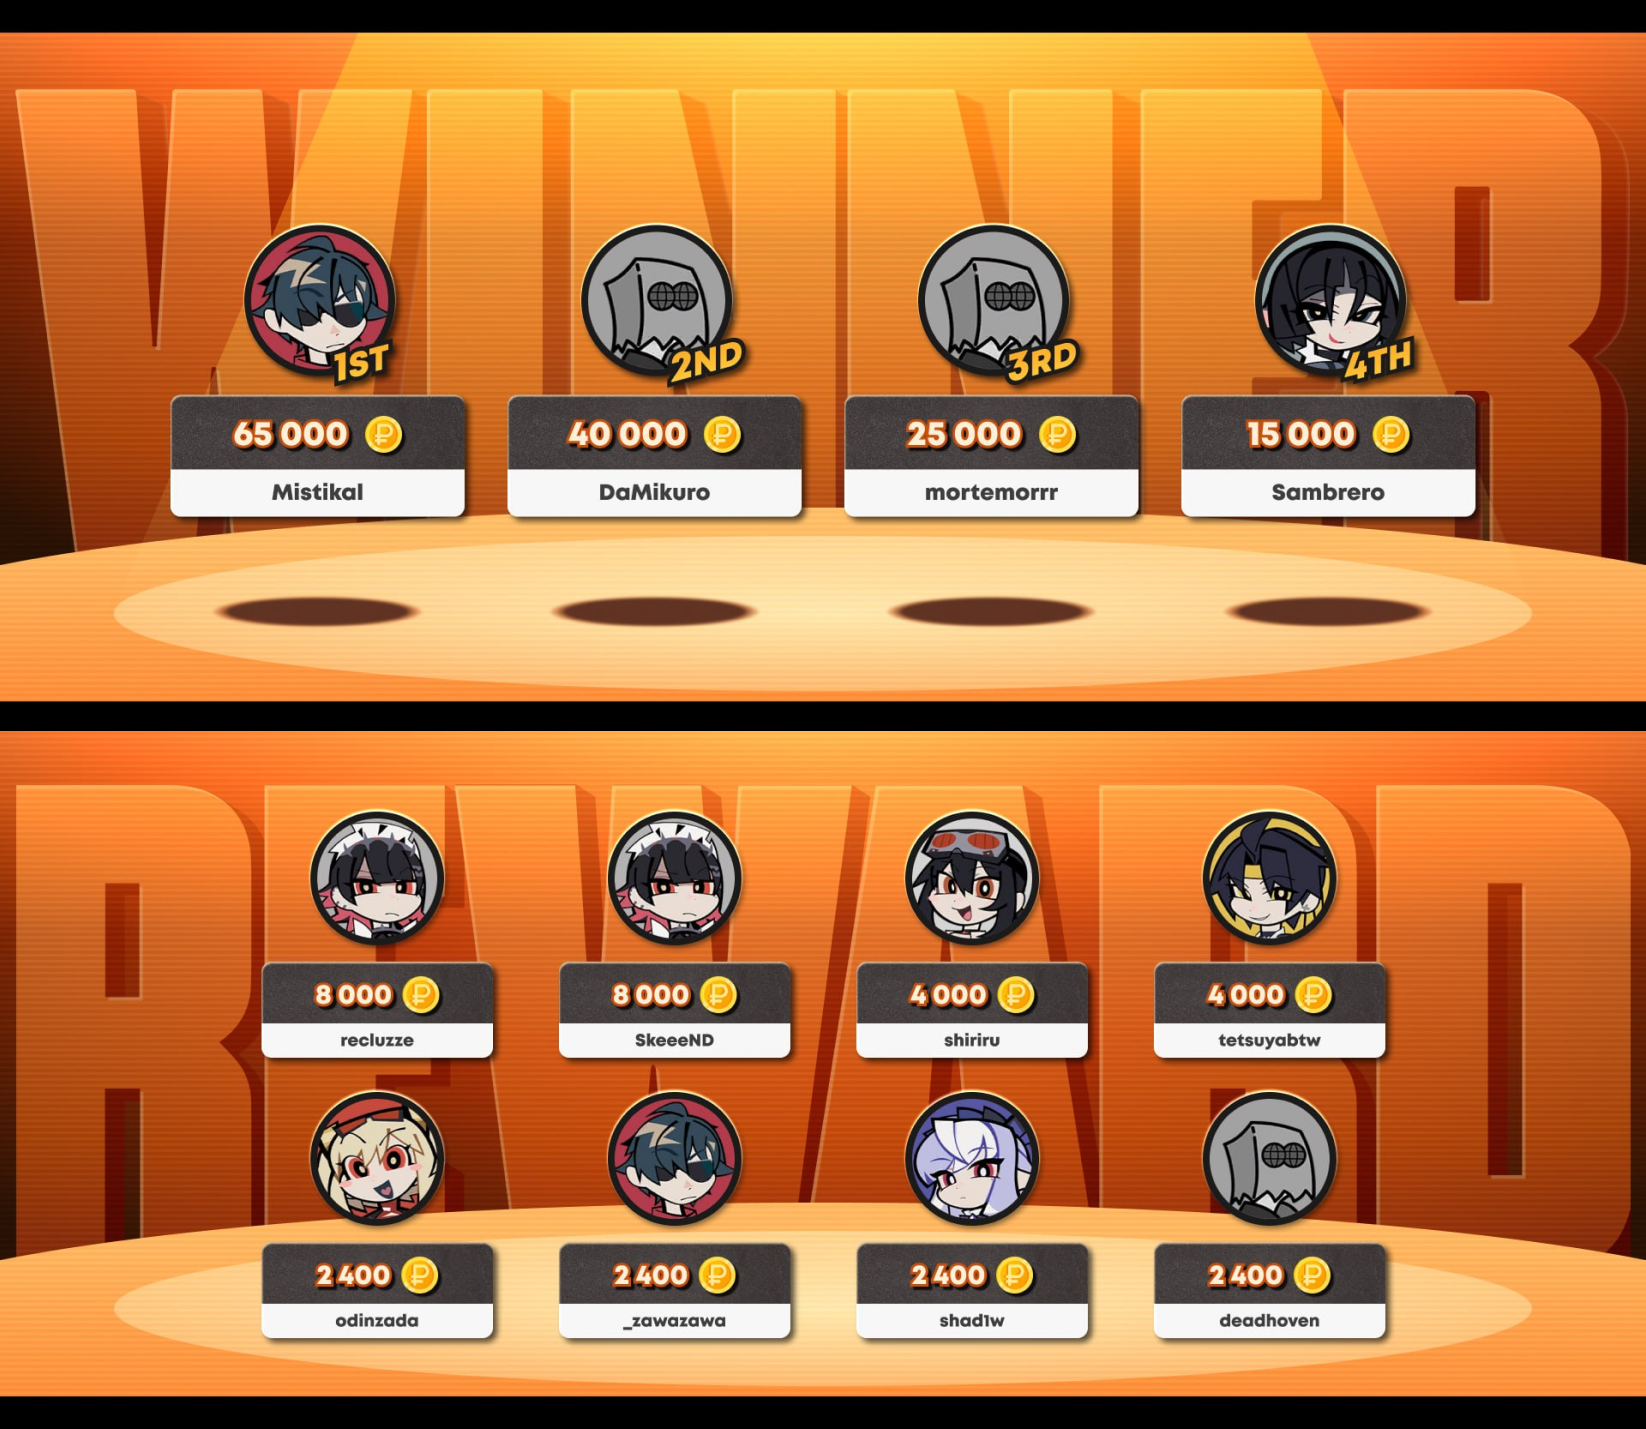 WINNER
1ST 2ND 3RD 4TH
65 000 ₽ 40 000 ₽ 25 000 ₽ 15 000 ₽
Mistikal DaMikuro mortemorrr Sambrero
REWARD
8 000 ₽ 8 000 ₽ 4 000 ₽ 4 000 ₽
recluzze SkeeeND shiriru tetsuyabtw
2 400 ₽ 2 400 ₽ 2 400 ₽ 2 400 ₽
odinzada _zawazawa shad1w deadhoven